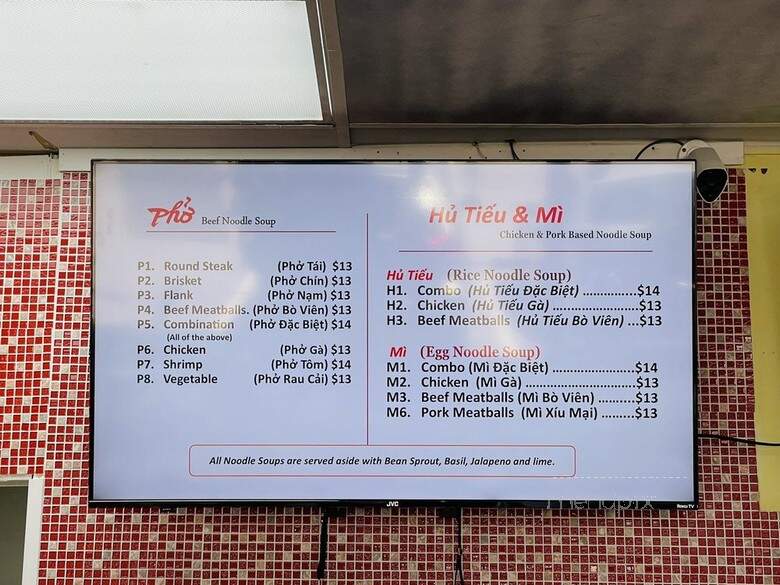 Phở Beef Noodle Soup
P1. Round Steak (Phở Tái) $13
P2. Brisket (Phở Chín) $13
P3. Flank (Phở Nạm) $13
P4. Beef Meatballs. (Phở Bò Viên) $13
P5. Combination (Phở Đặc Biệt) $14
(All of the above)
P6. Chicken (Phở Gà) $13
P7. Shrimp (Phở Tôm) $14
P8. Vegetable (Phở Rau Cải) $13
Hủ Tiếu & Mì
Chicken & Pork Based Noodle Soup
Hủ Tiếu (Rice Noodle Soup)
H1. Combo (Hủ Tiếu Đặc Biệt) ...............$14
H2. Chicken (Hủ Tiếu Gà) ........................$13
H3. Beef Meatballs (Hủ Tiếu Bò Viên) ...$13
Mì (Egg Noodle Soup)
M1. Combo (Mì Đặc Biệt) ....................$14
M2. Chicken (Mì Gà) ............................$13
M3. Beef Meatballs (Mì Bò Viên) .........$13
M6. Pork Meatballs (Mì Xíu Mại) .........$13
All Noodle Soups are served aside with Bean Sprout, Basil, Jalapeno and lime.
JVC
Roku TV
menupix